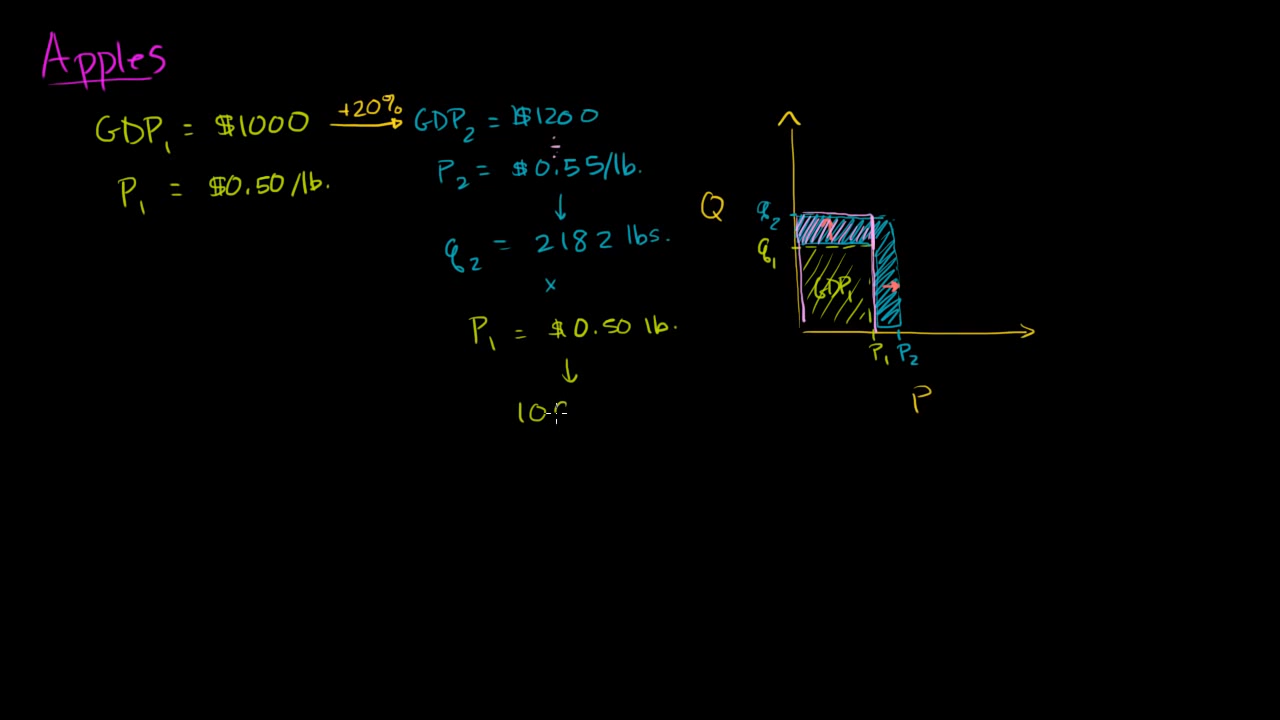 Apples
GDP₁ = $1000 +20% GDP₂ = $1200
÷
P₁ = $0.50/lb. P₂ = $0.55/lb.
↓
q₂ = 2182 lbs.
x
P₁ = $0.50 lb.
↓
10
Q
q₂
q₁
GDP₁
P₁ P₂
P